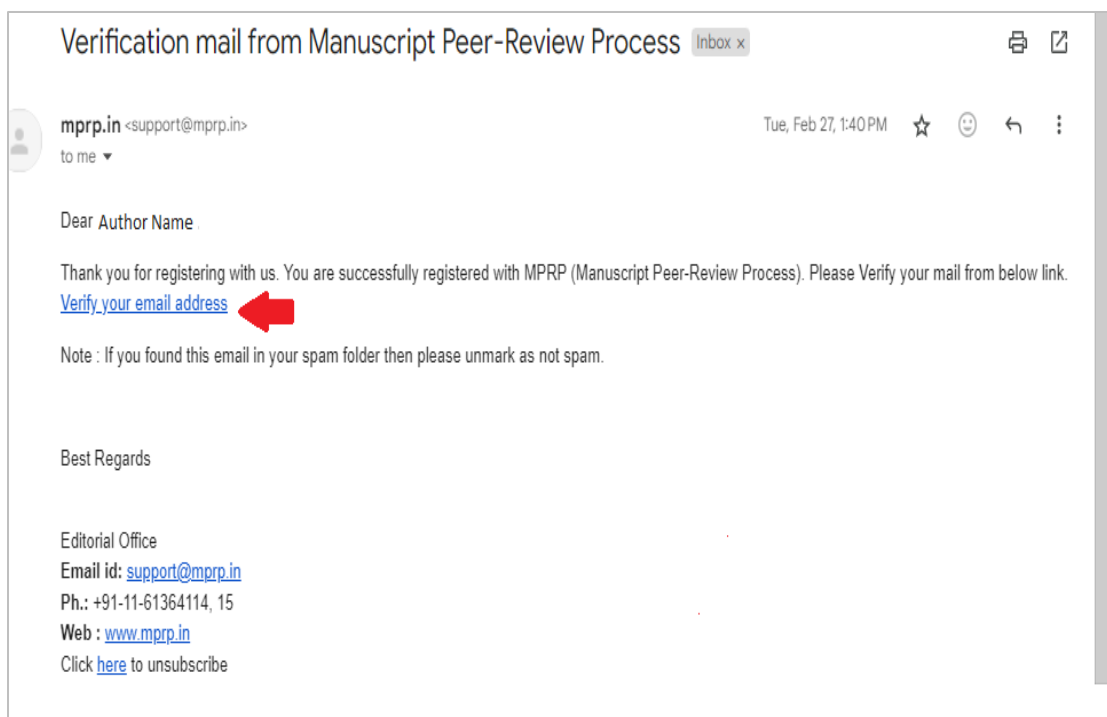 Verification mail from Manuscript Peer-Review Process Inbox x
mprp.in <support@mprp.in> Tue, Feb 27, 1:40 PM
to me
Dear Author Name
Thank you for registering with us. You are successfully registered with MPRP (Manuscript Peer-Review Process). Please Verify your mail from below link.
Verify your email address
Note : If you found this email in your spam folder then please unmark as not spam.
Best Regards
Editorial Office
Email id: support@mprp.in
Ph.: +91-11-61364114, 15
Web : www.mprp.in
Click here to unsubscribe